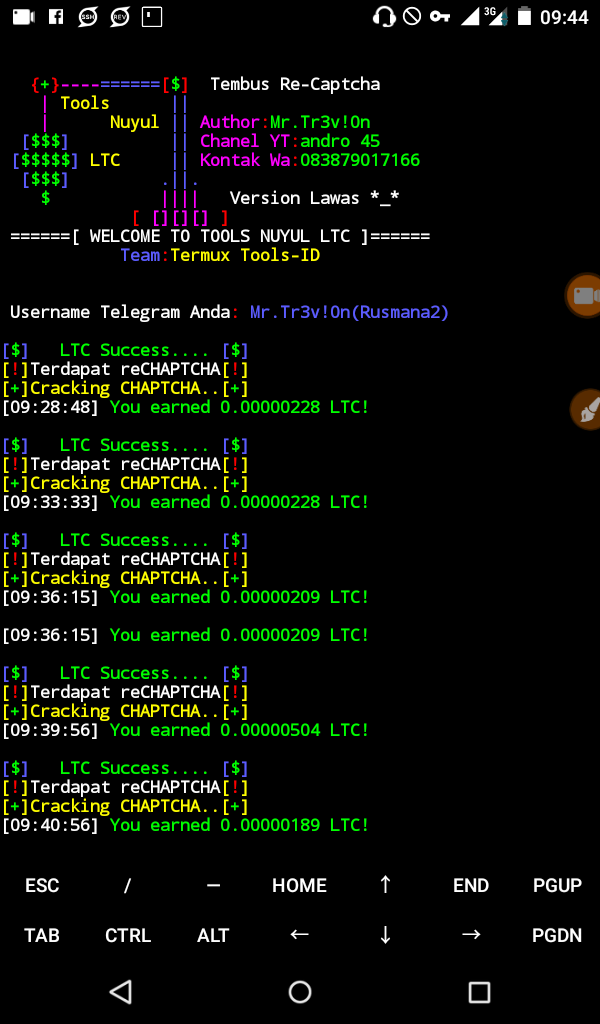 SSH REV 3G 09:44
{+}----======[$] Tembus Re-Captcha
| Tools ||
| Nuyul || Author:Mr.Tr3v!0n
[$$$] || Chanel YT:andro 45
[$$$$$] LTC || Kontak Wa:083879017166
[$$$] .||.
$ |||| Version Lawas *_*
[ [][][] ]
======[ WELCOME TO TOOLS NUYUL LTC ]======
Team:Termux Tools-ID
Username Telegram Anda: Mr.Tr3v!0n(Rusmana2)
[$] LTC Success.... [$]
[!]Terdapat reCHAPTCHA[!]
[+]Cracking CHAPTCHA..[+]
[09:28:48] You earned 0.00000228 LTC!
[$] LTC Success.... [$]
[!]Terdapat reCHAPTCHA[!]
[+]Cracking CHAPTCHA..[+]
[09:33:33] You earned 0.00000228 LTC!
[$] LTC Success.... [$]
[!]Terdapat reCHAPTCHA[!]
[+]Cracking CHAPTCHA..[+]
[09:36:15] You earned 0.00000209 LTC!
[09:36:15] You earned 0.00000209 LTC!
[$] LTC Success.... [$]
[!]Terdapat reCHAPTCHA[!]
[+]Cracking CHAPTCHA..[+]
[09:39:56] You earned 0.00000504 LTC!
[$] LTC Success.... [$]
[!]Terdapat reCHAPTCHA[!]
[+]Cracking CHAPTCHA..[+]
[09:40:56] You earned 0.00000189 LTC!
ESC / — HOME ↑ END PGUP
TAB CTRL ALT ← ↓ → PGDN